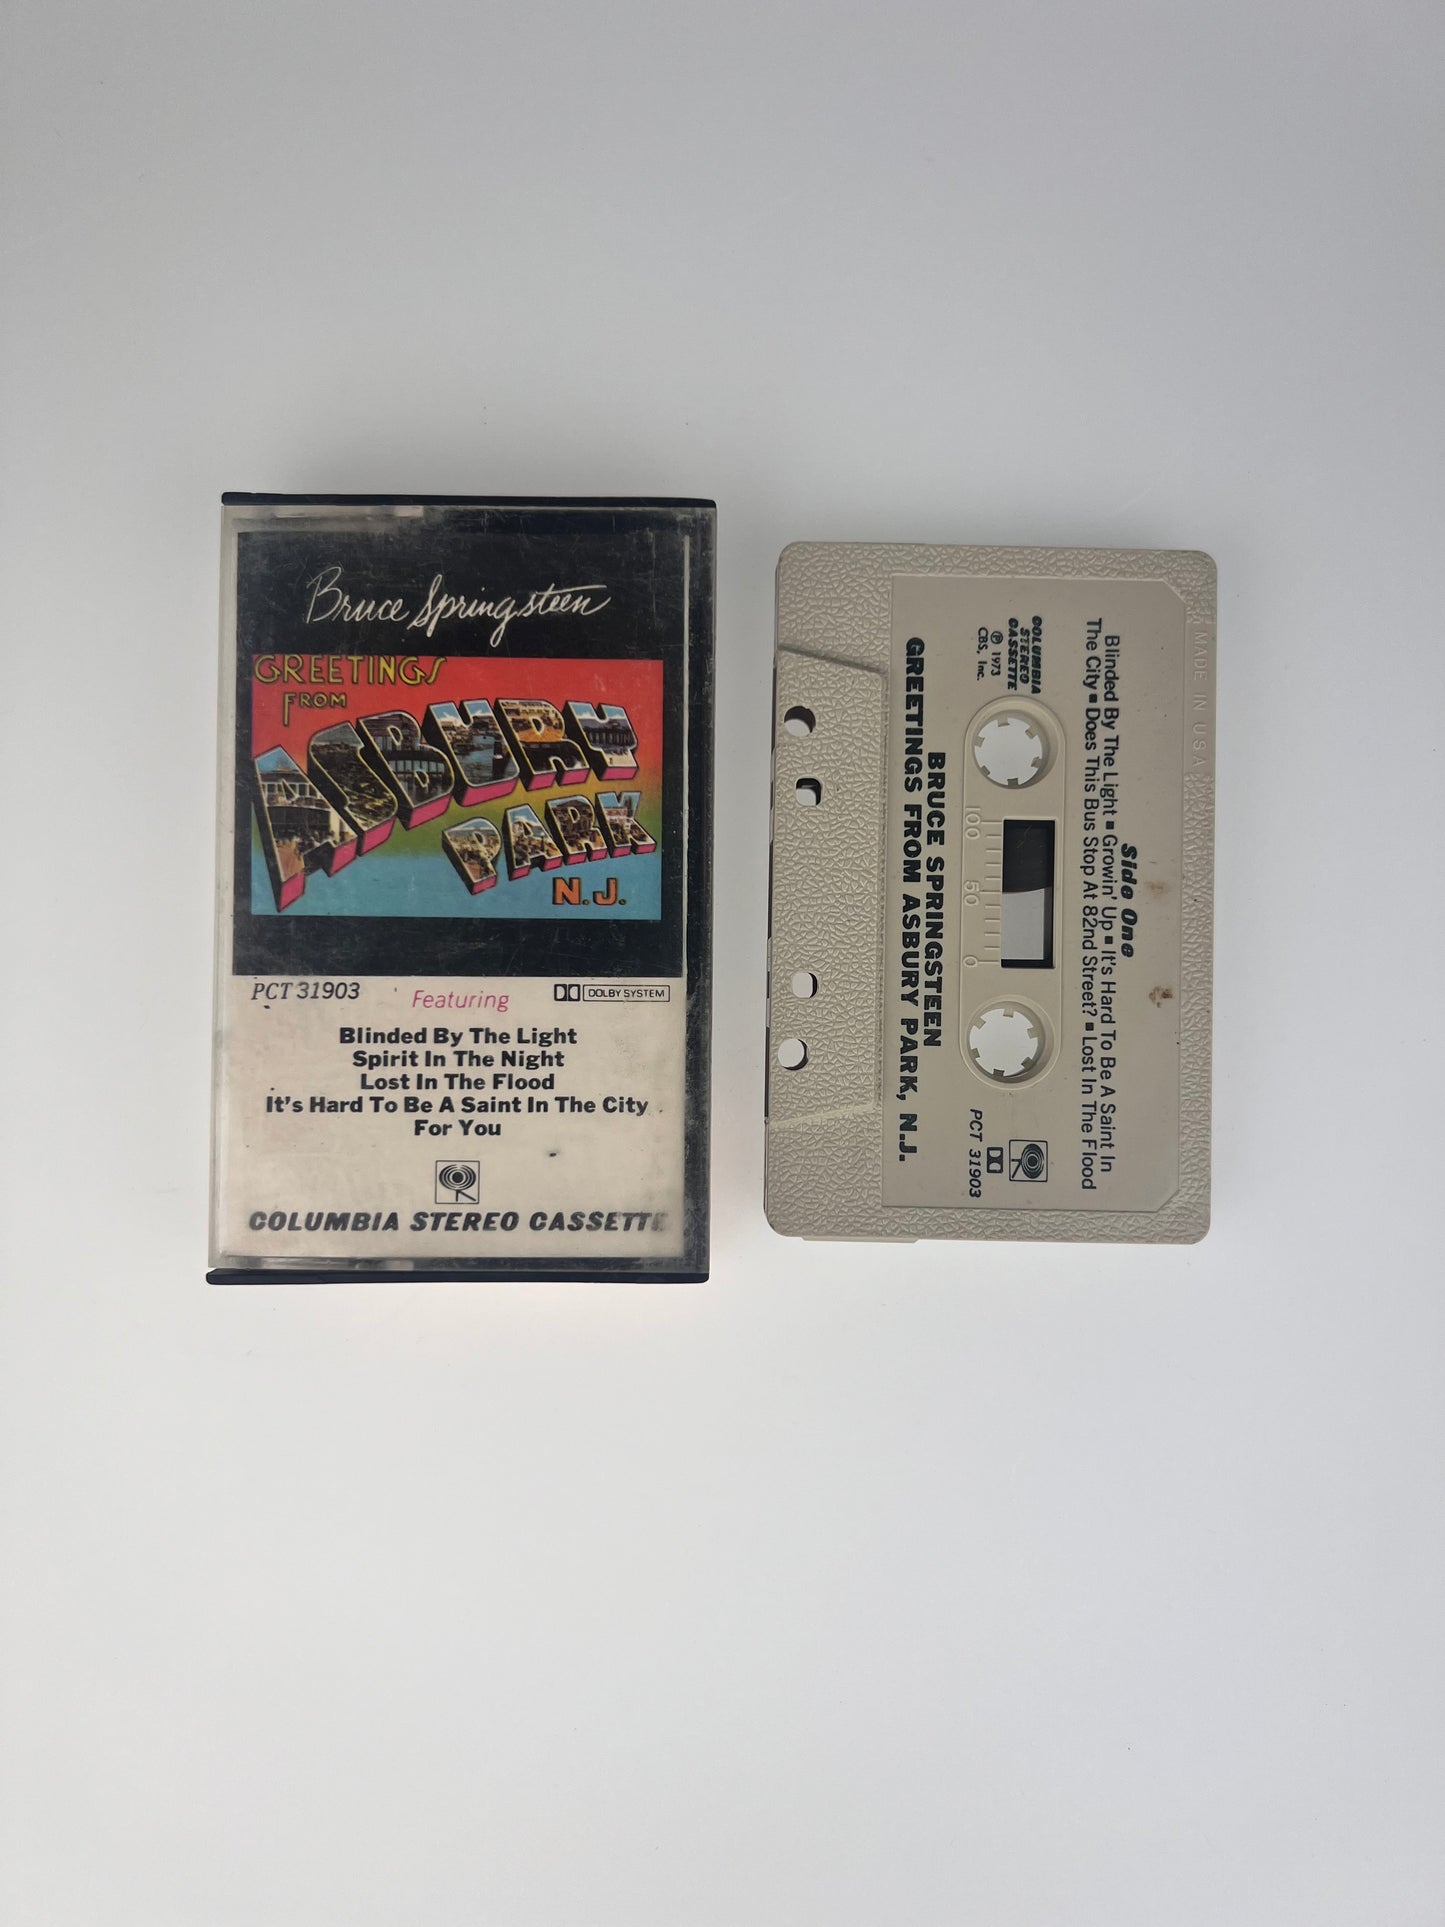 Bruce Springsteen
GREETINGS
FROM
ASBURY
PARK
N.J.
PCT 31903
Featuring
DOLBY SYSTEM
Blinded By The Light
Spirit In The Night
Lost In The Flood
It's Hard To Be A Saint In The City
For You
COLUMBIA STEREO CASSETTE
MADE IN U.S.A.
Side One
Blinded By The Light ■ Growin' Up ■ It's Hard To Be A Saint In
The City ■ Does This Bus Stop At 82nd Street? ■ Lost In The Flood
COLUMBIA
STEREO
CASSETTE
℗ 1973
CBS, Inc.
100 50 0
PCT 31903
BRUCE SPRINGSTEEN
GREETINGS FROM ASBURY PARK, N.J.